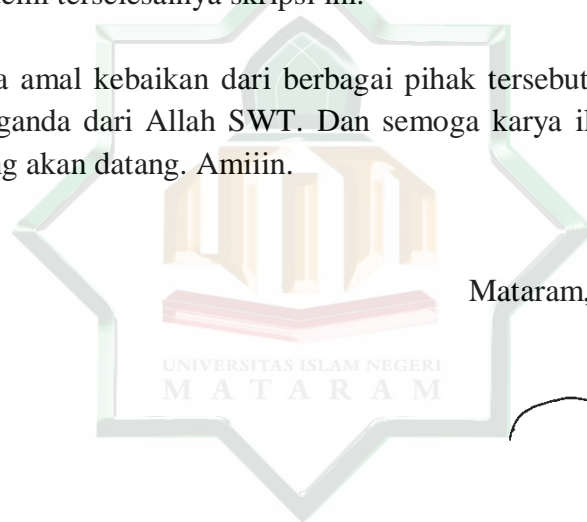 terselesainya skripsi ini.
a amal kebaikan dari berbagai pihak tersebut
ganda dari Allah SWT. Dan semoga karya il
g akan datang. Amiiin.
Mataram,
UNIVERSITAS ISLAM NEGERI
MATARAM